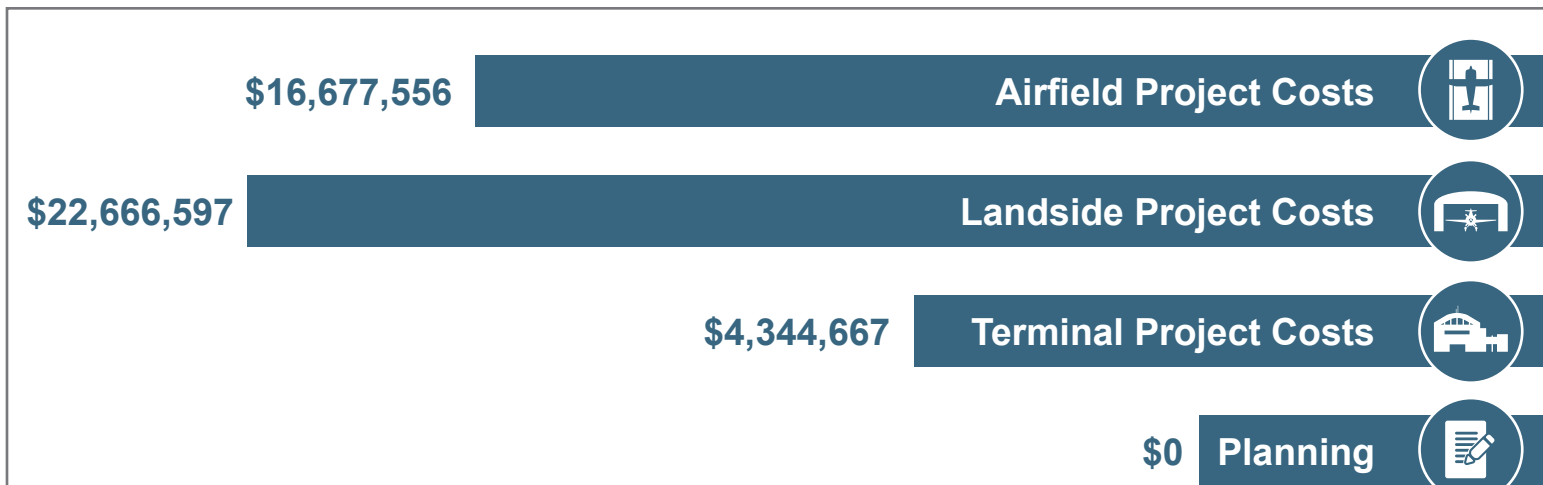 $16,677,556 Airfield Project Costs
$22,666,597 Landside Project Costs
$4,344,667 Terminal Project Costs
$0 Planning